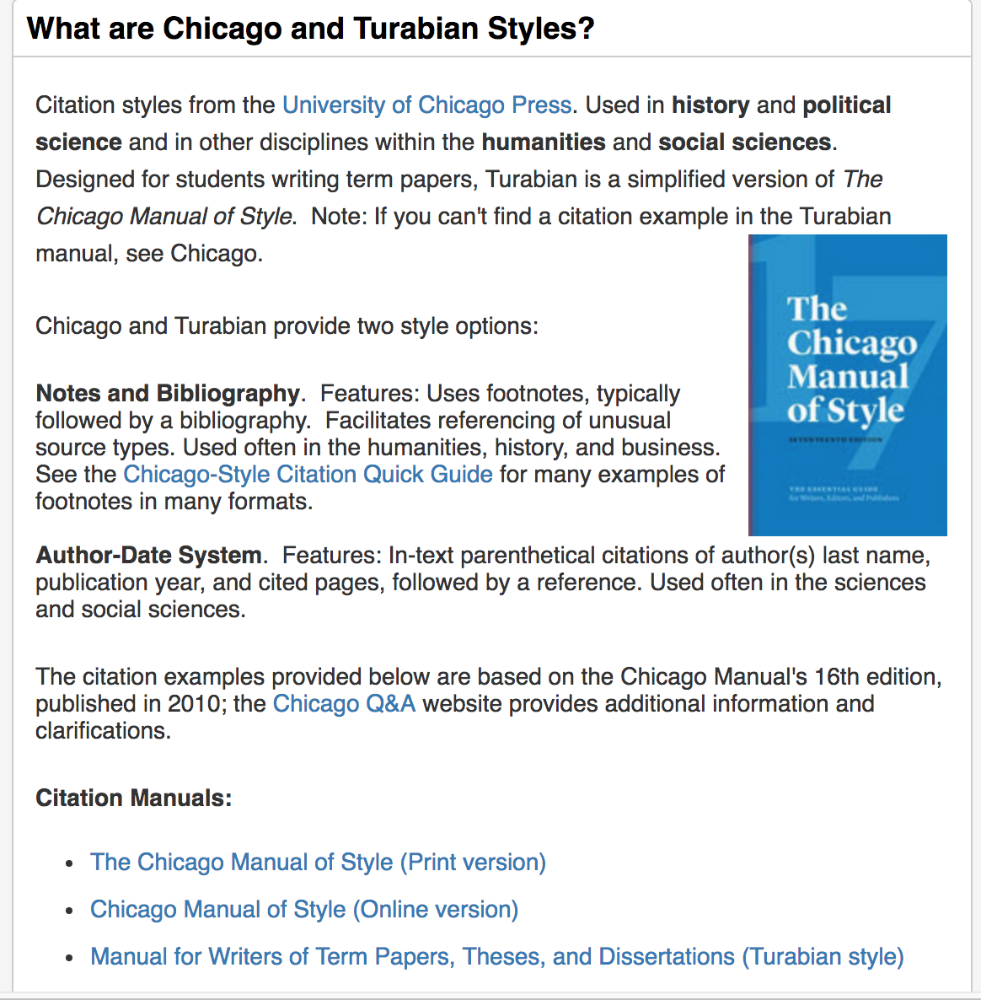 What are Chicago and Turabian Styles?
Citation styles from the University of Chicago Press. Used in history and political
science and in other disciplines within the humanities and social sciences.
Designed for students writing term papers, Turabian is a simplified version of The
Chicago Manual of Style.  Note: If you can't find a citation example in the Turabian
manual, see Chicago.
Chicago and Turabian provide two style options:
Notes and Bibliography.  Features: Uses footnotes, typically
followed by a bibliography.  Facilitates referencing of unusual
source types. Used often in the humanities, history, and business.
See the Chicago-Style Citation Quick Guide for many examples of
footnotes in many formats.
17
The
Chicago
Manual
of Style
SEVENTEENTH EDITION
THE ESSENTIAL GUIDE
for Writers, Editors, and Publishers
Author-Date System.  Features: In-text parenthetical citations of author(s) last name,
publication year, and cited pages, followed by a reference. Used often in the sciences
and social sciences.
The citation examples provided below are based on the Chicago Manual's 16th edition,
published in 2010; the Chicago Q&A website provides additional information and
clarifications.
Citation Manuals:
• The Chicago Manual of Style (Print version)
• Chicago Manual of Style (Online version)
• Manual for Writers of Term Papers, Theses, and Dissertations (Turabian style)